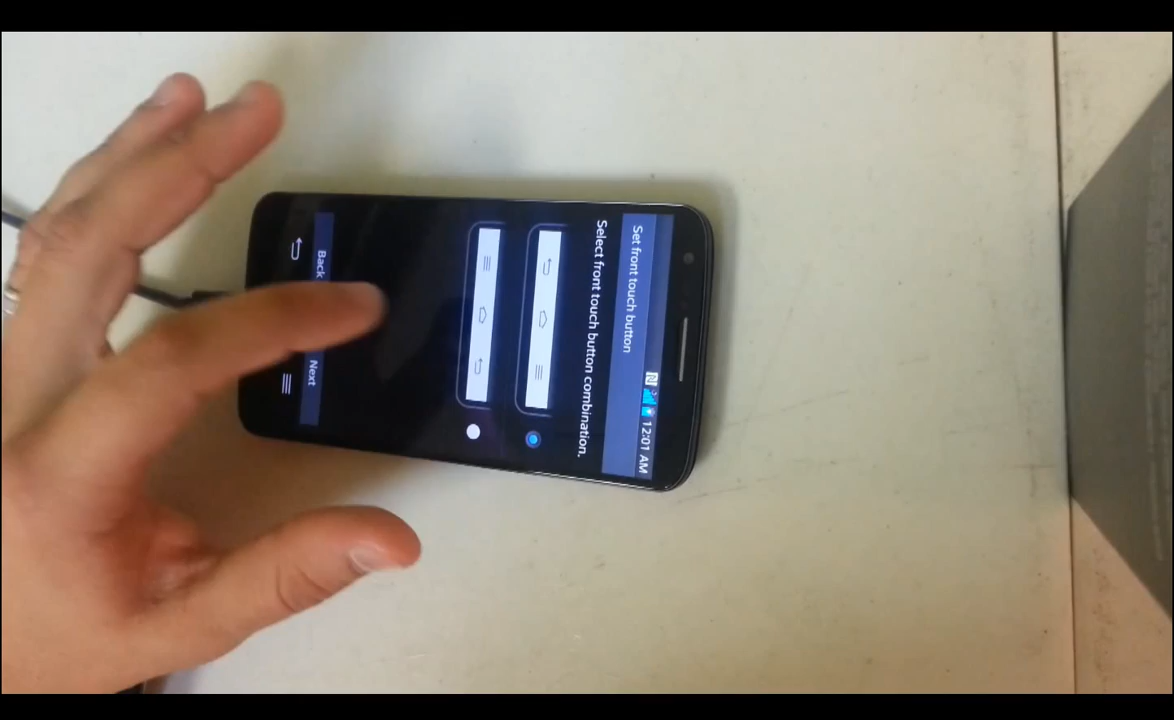 12:01 AM
Set front touch button
Select front touch button combination.
Back
Next